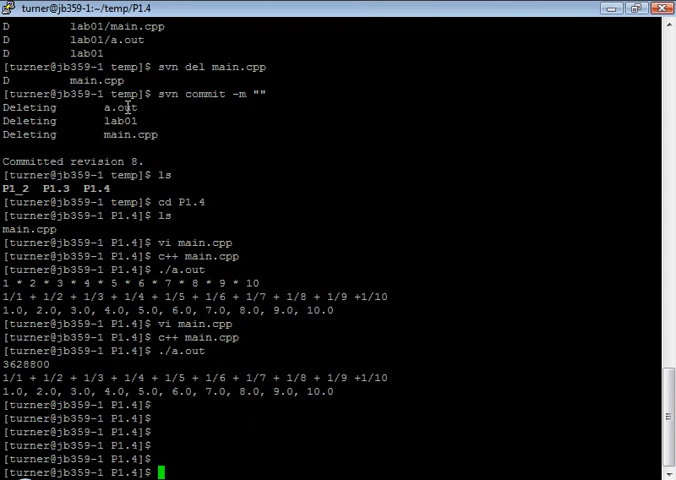 turner@jb359-1:~/temp/P1.4
D lab01/main.cpp
D lab01/a.out
D lab01
[turner@jb359-1 temp]$ svn del main.cpp
D main.cpp
[turner@jb359-1 temp]$ svn commit -m ""
Deleting a.out
Deleting lab01
Deleting main.cpp
Committed revision 8.
[turner@jb359-1 temp]$ ls
P1_2 P1.3 P1.4
[turner@jb359-1 temp]$ cd P1.4
[turner@jb359-1 P1.4]$ ls
main.cpp
[turner@jb359-1 P1.4]$ vi main.cpp
[turner@jb359-1 P1.4]$ c++ main.cpp
[turner@jb359-1 P1.4]$ ./a.out
1 * 2 * 3 * 4 * 5 * 6 * 7 * 8 * 9 * 10
1/1 + 1/2 + 1/3 + 1/4 + 1/5 + 1/6 + 1/7 + 1/8 + 1/9 +1/10
1.0, 2.0, 3.0, 4.0, 5.0, 6.0, 7.0, 8.0, 9.0, 10.0
[turner@jb359-1 P1.4]$ vi main.cpp
[turner@jb359-1 P1.4]$ c++ main.cpp
[turner@jb359-1 P1.4]$ ./a.out
3628800
1/1 + 1/2 + 1/3 + 1/4 + 1/5 + 1/6 + 1/7 + 1/8 + 1/9 +1/10
1.0, 2.0, 3.0, 4.0, 5.0, 6.0, 7.0, 8.0, 9.0, 10.0
[turner@jb359-1 P1.4]$
[turner@jb359-1 P1.4]$
[turner@jb359-1 P1.4]$
[turner@jb359-1 P1.4]$
[turner@jb359-1 P1.4]$
[turner@jb359-1 P1.4]$